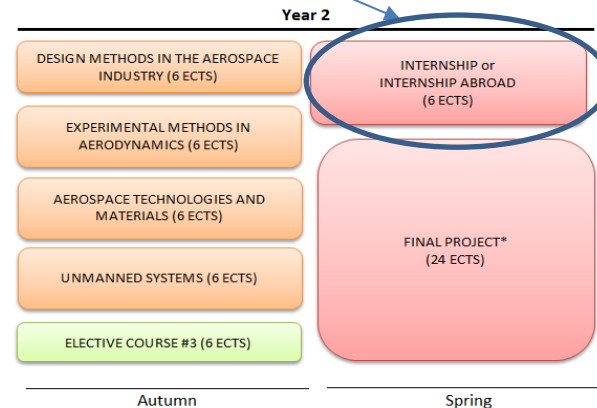 Year 2
DESIGN METHODS IN THE AEROSPACE
INDUSTRY (6 ECTS)
EXPERIMENTAL METHODS IN
AERODYNAMICS (6 ECTS)
AEROSPACE TECHNOLOGIES AND
MATERIALS (6 ECTS)
UNMANNED SYSTEMS (6 ECTS)
ELECTIVE COURSE #3 (6 ECTS)
Autumn
INTERNSHIP or
INTERNSHIP ABROAD
(6 ECTS)
FINAL PROJECT*
(24 ECTS)
Spring